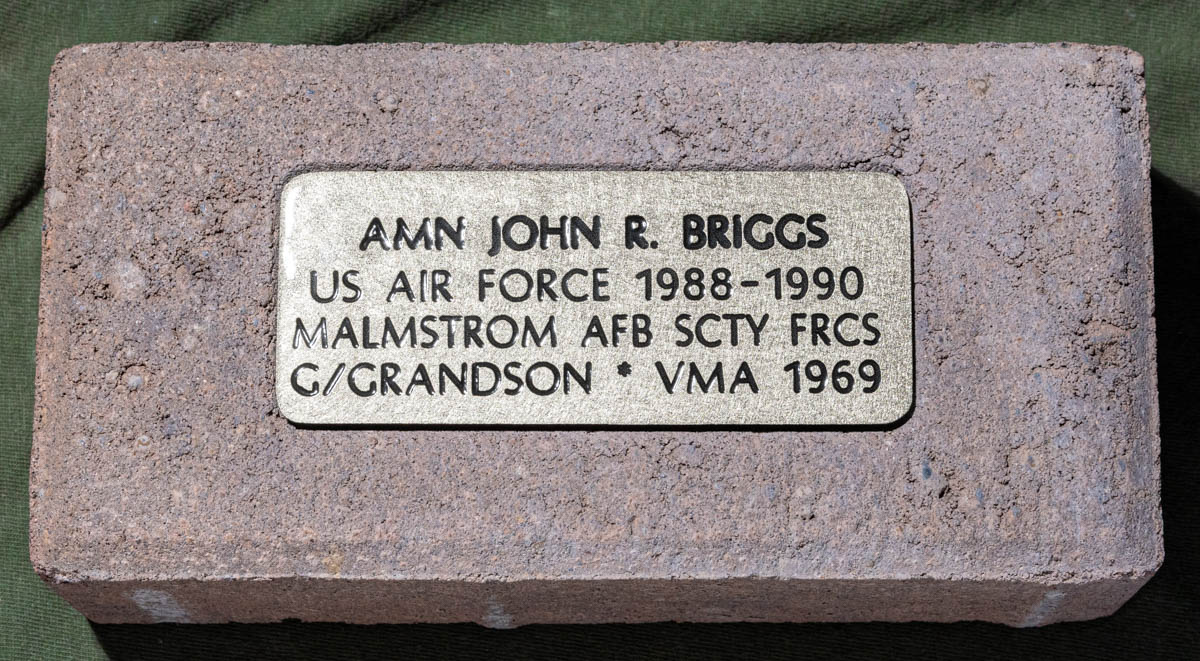 AMN JOHN R. BRIGGS
US AIR FORCE 1988-1990
MALMSTROM AFB SCTY FRCS
G/GRANDSON * VMA 1969